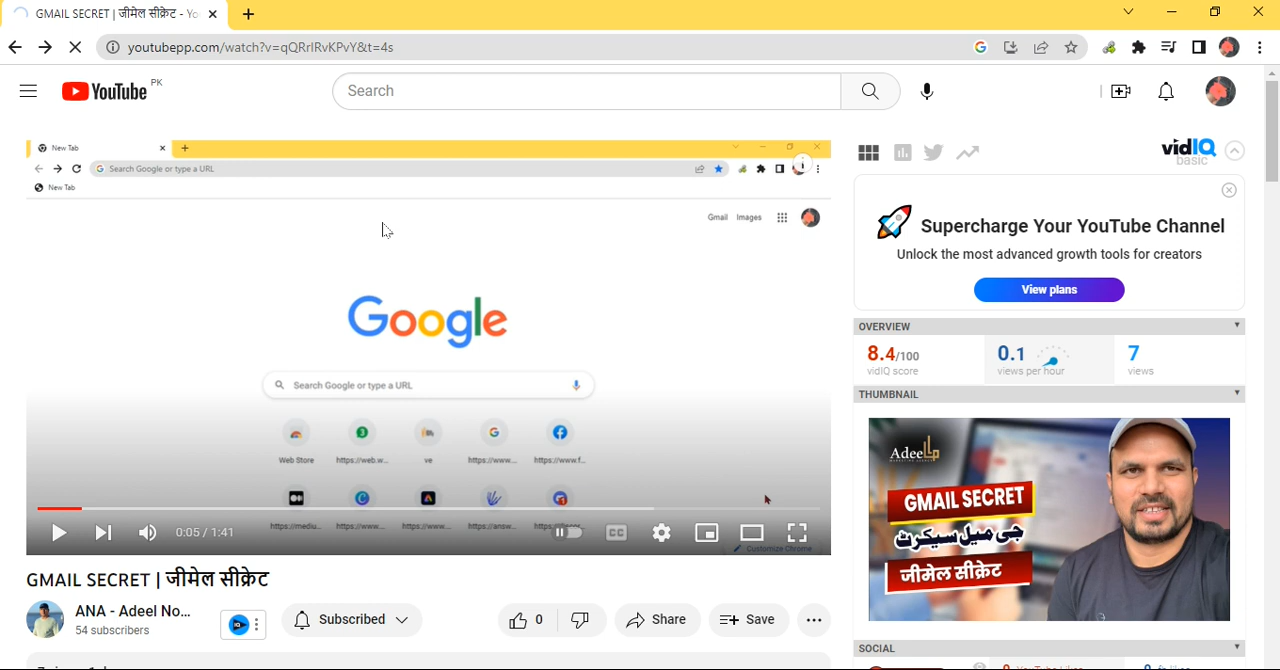 GMAIL SECRET | जीमेल सीक्रेट - Yo
youtubepp.com/watch?v=qQRrIRvKPvY&t=4s
YouTube PK
Search
New Tab
Search Google or type a URL
New Tab
Gmail Images
Google
Search Google or type a URL
Web Store
https://web.w...
ve
https://www....
https://www.f...
https://mediu...
https://www....
https://www....
https://answ...
Customize Chrome
0:05 / 1:41
CC
GMAIL SECRET | जीमेल सीक्रेट
ANA - Adeel No...
54 subscribers
Subscribed
0
Share
Save
vidIQ
basic
Supercharge Your YouTube Channel
Unlock the most advanced growth tools for creators
View plans
OVERVIEW
8.4/100
vidIQ score
0.1
views per hour
7
views
THUMBNAIL
Adeel
GMAIL SECRET
جی میل سیکرٹ
जीमेल सीक्रेट
SOCIAL